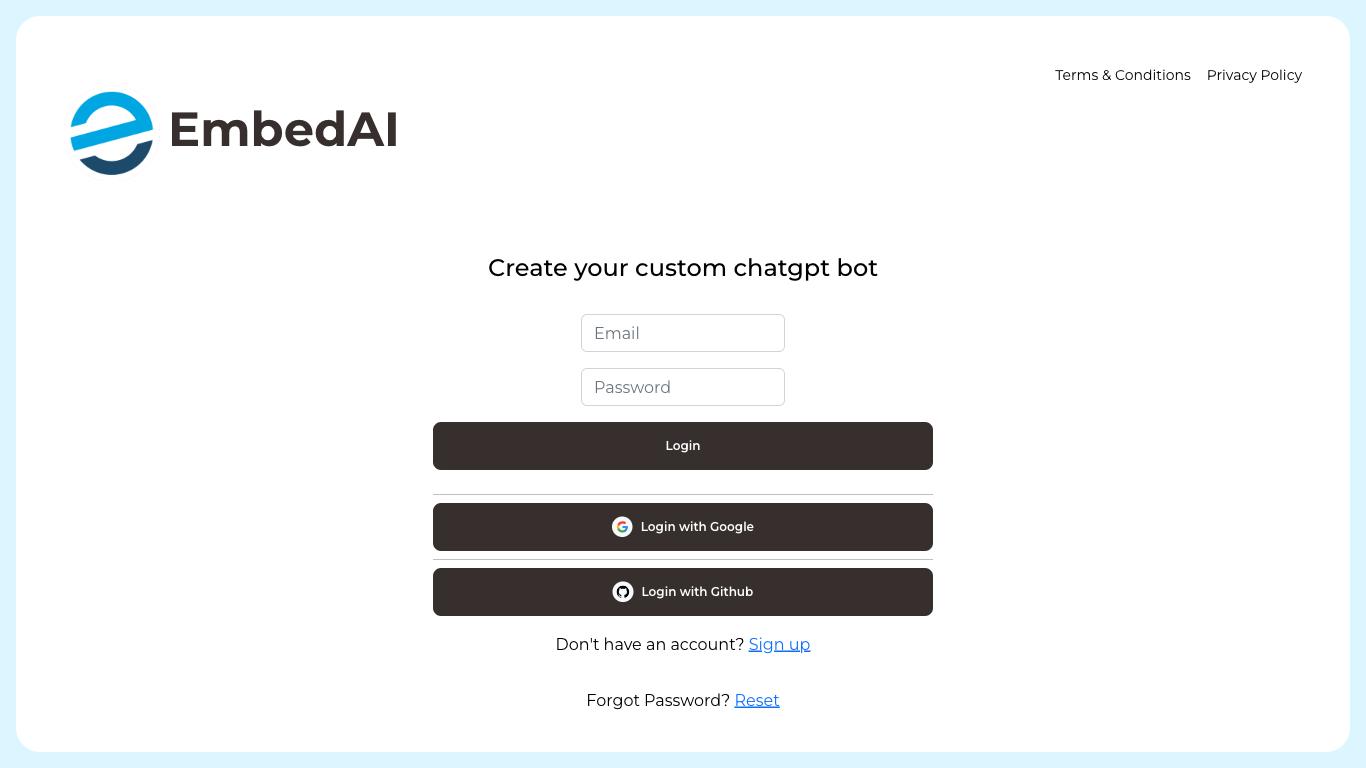 Terms & Conditions Privacy Policy
EmbedAI
Create your custom chatgpt bot
Email
Password
Login
Login with Google
Login with Github
Don't have an account? Sign up
Forgot Password? Reset